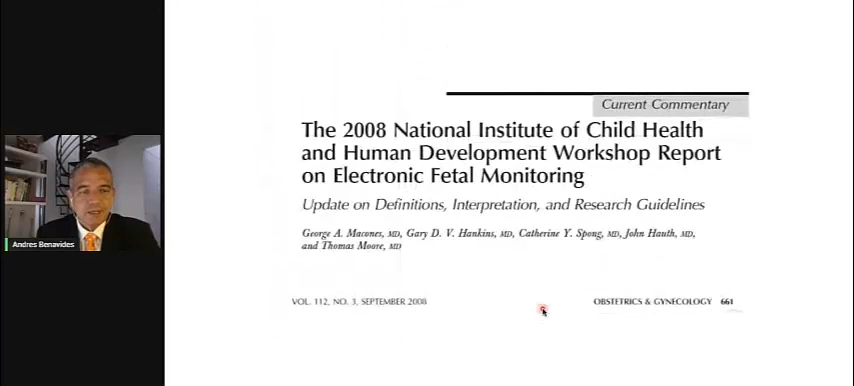 Current Commentary
The 2008 National Institute of Child Health
and Human Development Workshop Report
on Electronic Fetal Monitoring
Update on Definitions, Interpretation, and Research Guidelines
George A. Macones, MD, Gary D. V. Hankins, MD, Catherine Y. Spong, MD, John Hauth, MD,
and Thomas Moore, MD
Andres Benavides
VOL. 112, NO. 3, SEPTEMBER 2008
OBSTETRICS & GYNECOLOGY 661